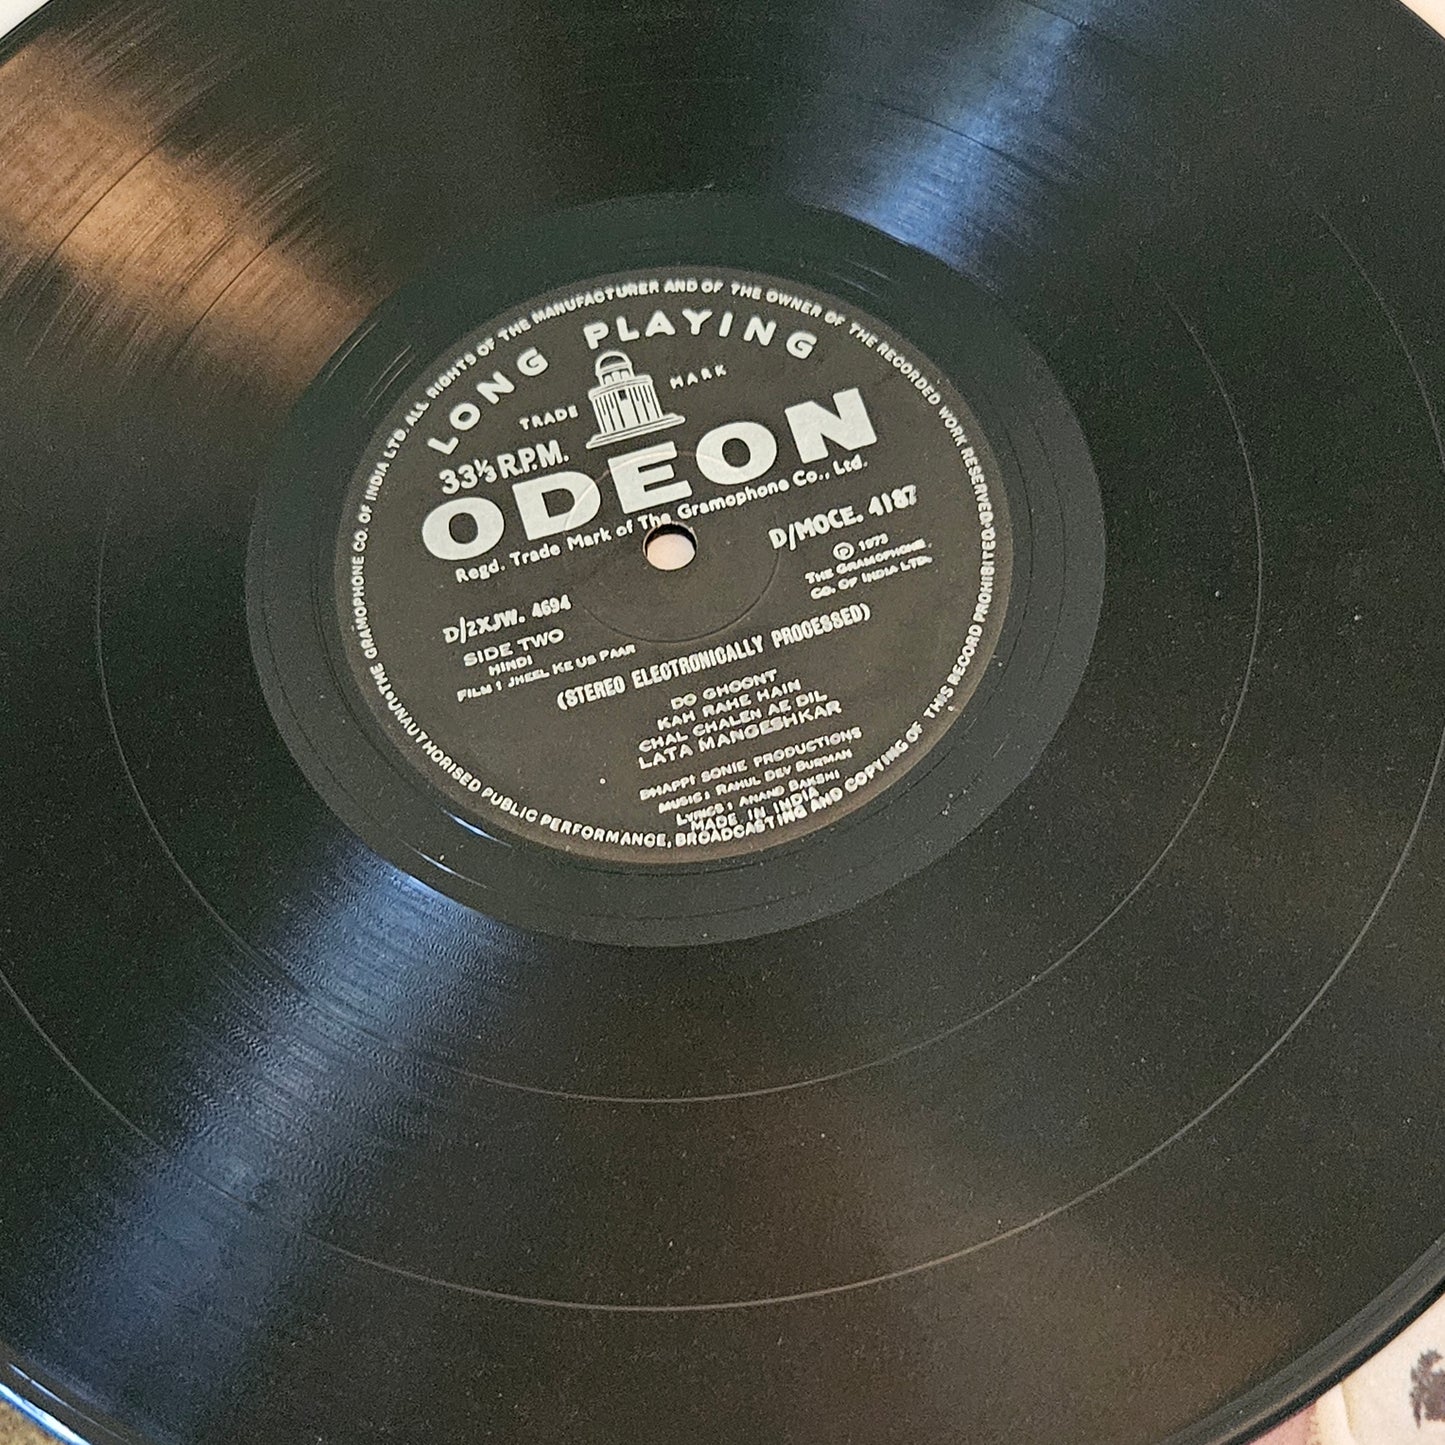 THE GRAMOPHONE CO. OF INDIA LTD. ALL RIGHTS OF THE MANUFACTURER AND OF THE OWNER OF THE RECORDED WORK RESERVED. UNAUTHORISED PUBLIC PERFORMANCE, BROADCASTING AND COPYING OF THIS RECORD PROHIBITED.
LONG PLAYING
TRADE MARK
33⅓ R.P.M.
ODEON
Regd. Trade Mark of The Gramophone Co., Ltd.
D/MOCE. 4187
Ⓟ 1973
THE GRAMOPHONE
CO. OF INDIA LTD.
D/2XJW. 4694
SIDE TWO
HINDI
FILM : JHEEL KE US PAAR
(STEREO ELECTRONICALLY PROCESSED)
DO GHOONT
KAH RAHE HAIN
CHAL CHALEN AE DIL
LATA MANGESHKAR
BHAPPI SONIE PRODUCTIONS
MUSIC : RAHUL DEV BURMAN
LYRICS : ANAND BAKSHI
MADE IN INDIA